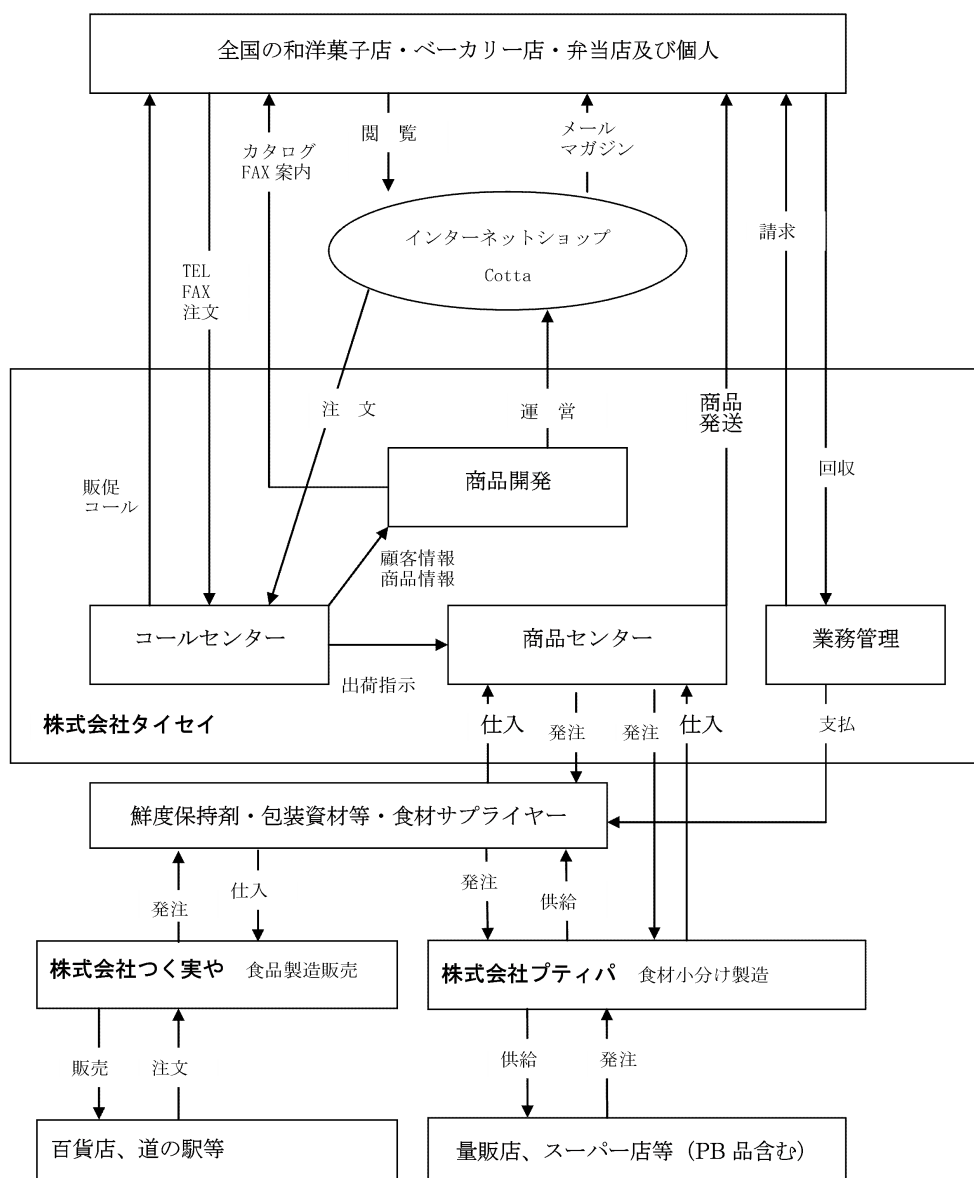 全国の和洋菓子店・ベーカリー店・弁当店及び個人
閲　覧
メール
マガジン
カタログ
FAX 案内
請求
インターネットショップ
Cotta
TEL
FAX
注文
注　文
運　営
商品
発送
回収
商品開発
販促
コール
顧客情報
商品情報
コールセンター
商品センター
業務管理
出荷指示
株式会社タイセイ
仕入
発注
発注
仕入
支払
鮮度保持剤・包装資材等・食材サプライヤー
発注
仕入
発注
供給
株式会社つく実や　食品製造販売
株式会社プティパ　食材小分け製造
販売
注文
供給
発注
百貨店、道の駅等
量販店、スーパー店等（PB 品含む）